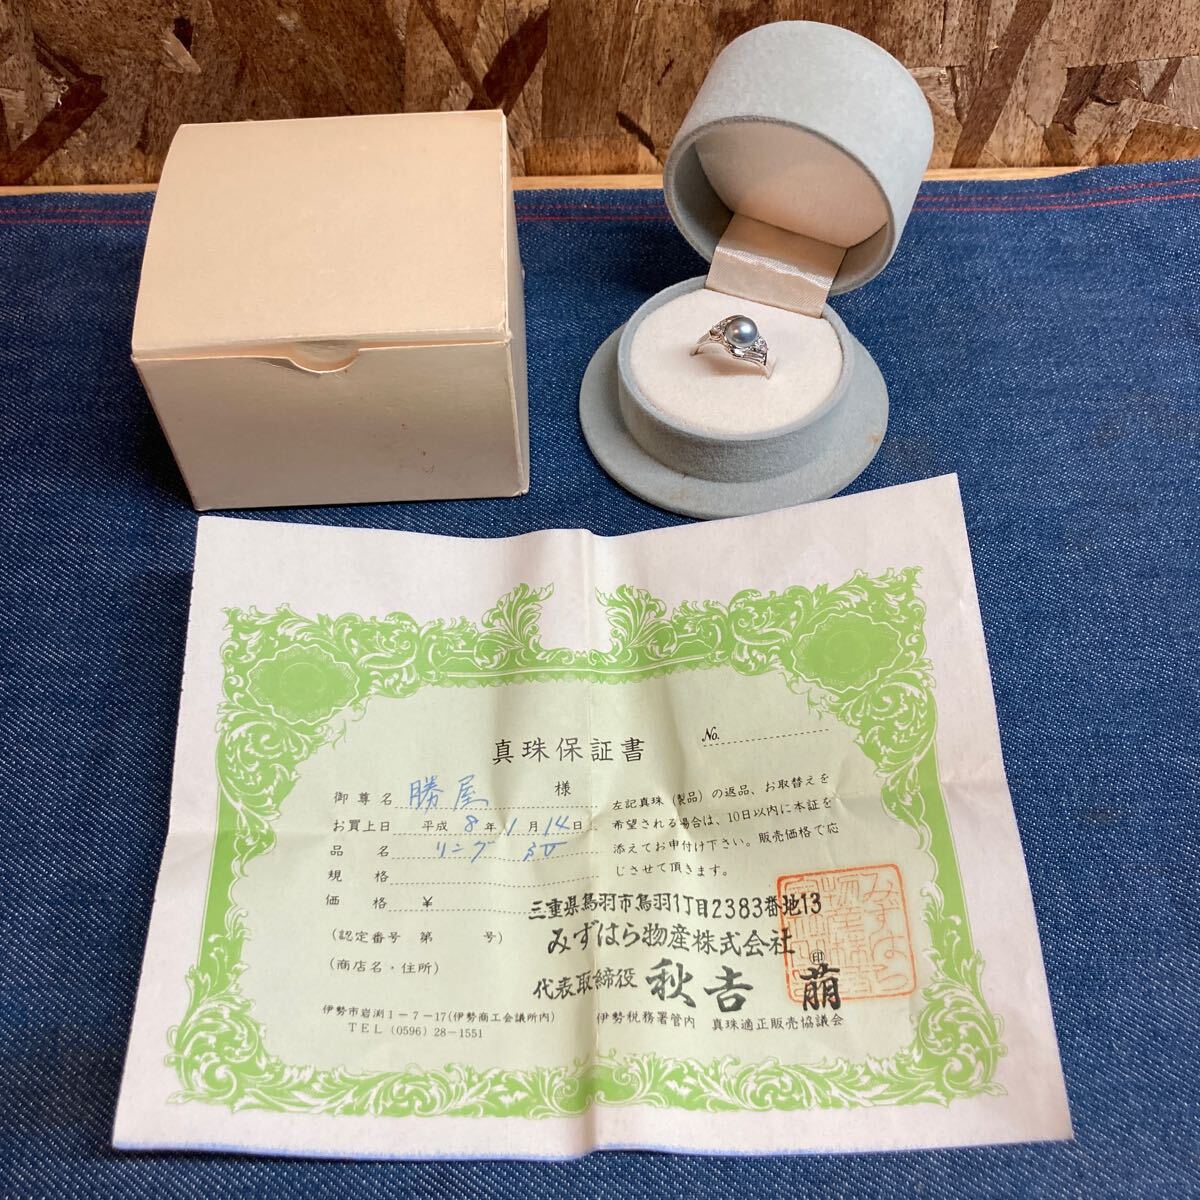 真珠保証書
No.
御尊名 勝屋 様
お買上日 平成 8 年 1 月 14 日
品名 リング
規格
価格 ¥
(認定番号 第 号)
(商店名・住所)
左記真珠(製品)の返品、お取替えを
希望される場合は、10日以内に本証を
添えてお申付け下さい。販売価格で応
じさせて頂きます。
三重県鳥羽市鳥羽1丁目2383番地13
みずはら物産株式会社
代表取締役 秋吉 萠
印
伊勢市岩渕1-7-17(伊勢商工会議所内)
TEL (0596) 28-1551
伊勢税務署管内 真珠適正販売協議会